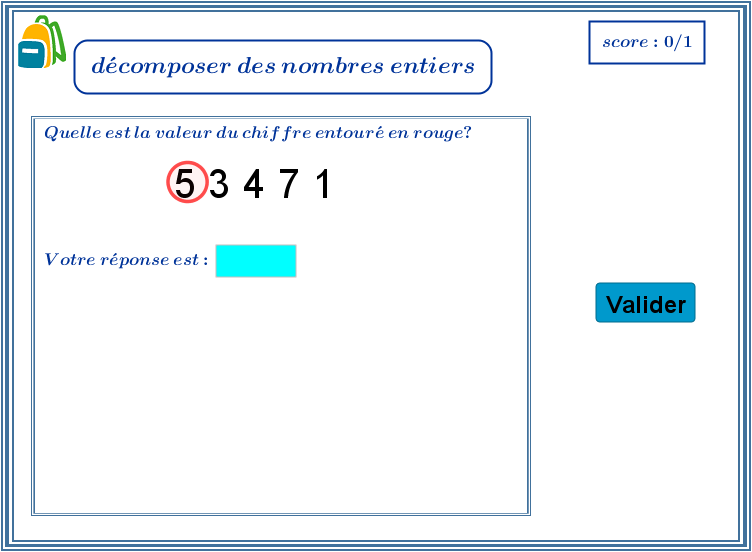 score : 0/1
décomposer des nombres entiers
Quelle est la valeur du chiffre entouré en rouge?
5 3 4 7 1
Votre réponse est :
Valider